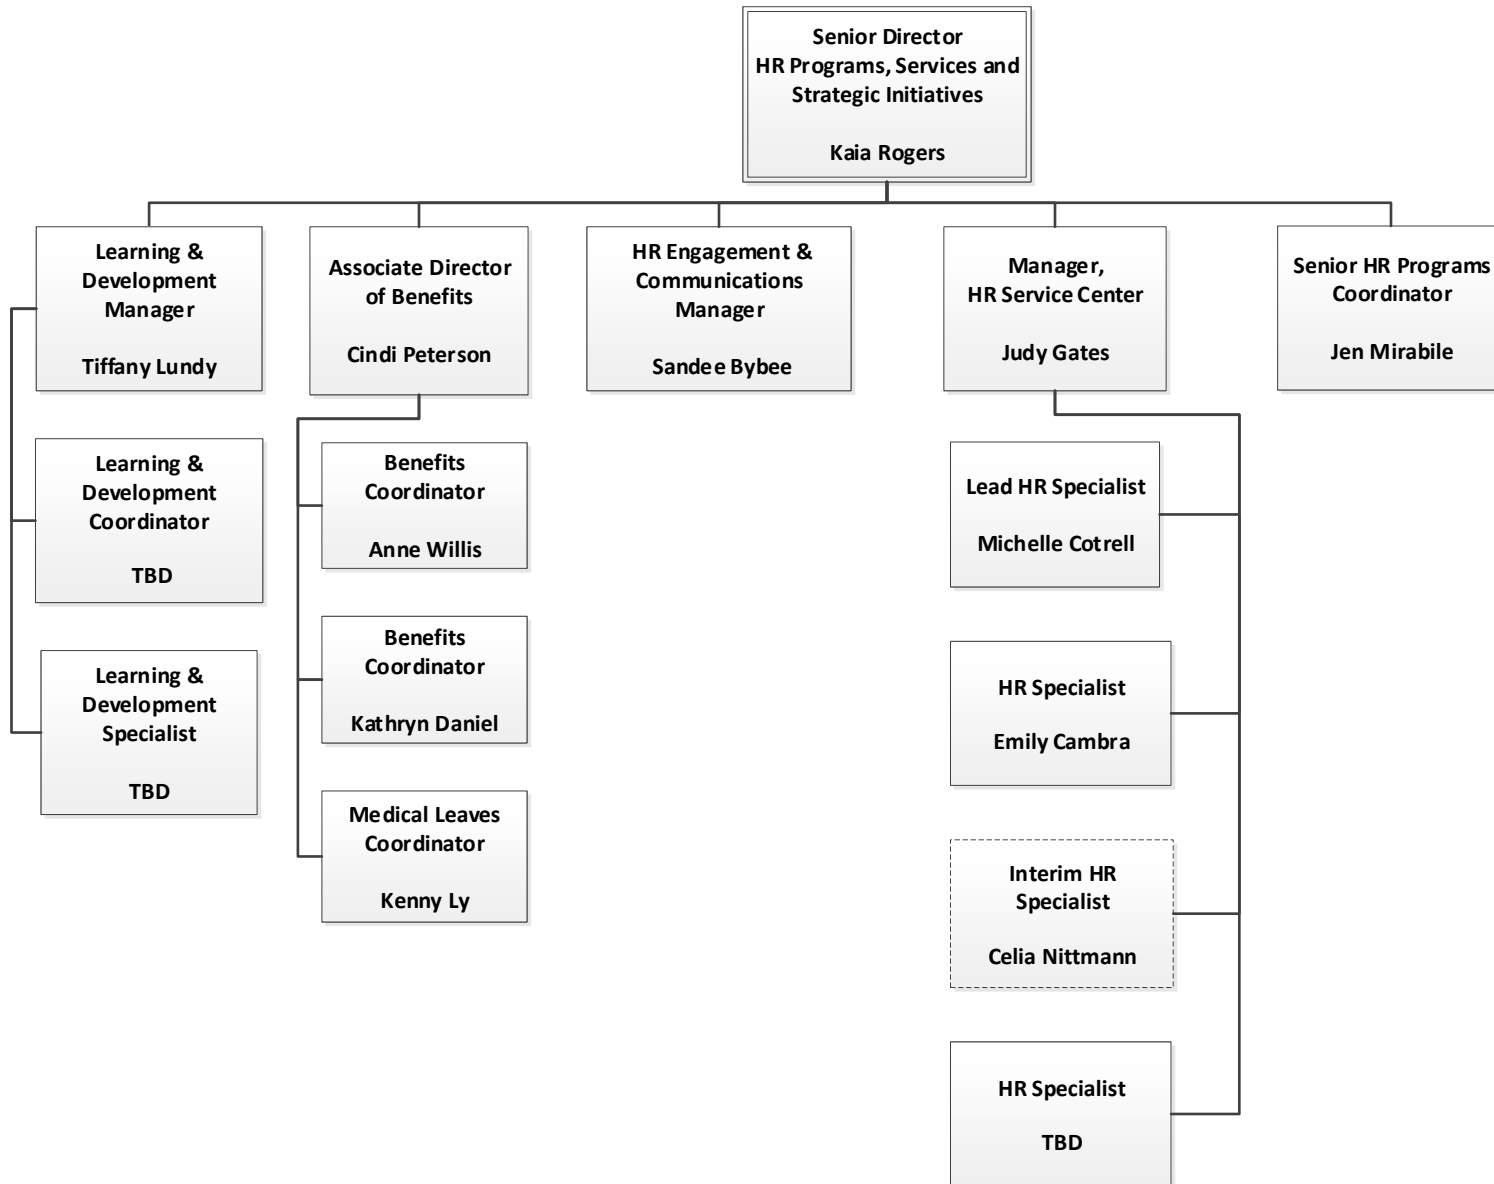 Senior Director
HR Programs, Services and
Strategic Initiatives
Kaia Rogers
Learning &
Development
Manager
Tiffany Lundy
Associate Director
of Benefits
Cindi Peterson
HR Engagement &
Communications
Manager
Sandee Bybee
Manager,
HR Service Center
Judy Gates
Senior HR Programs
Coordinator
Jen Mirabile
Learning &
Development
Coordinator
TBD
Learning &
Development
Specialist
TBD
Benefits
Coordinator
Anne Willis
Benefits
Coordinator
Kathryn Daniel
Medical Leaves
Coordinator
Kenny Ly
Lead HR Specialist
Michelle Cotrell
HR Specialist
Emily Cambra
Interim HR
Specialist
Celia Nittmann
HR Specialist
TBD